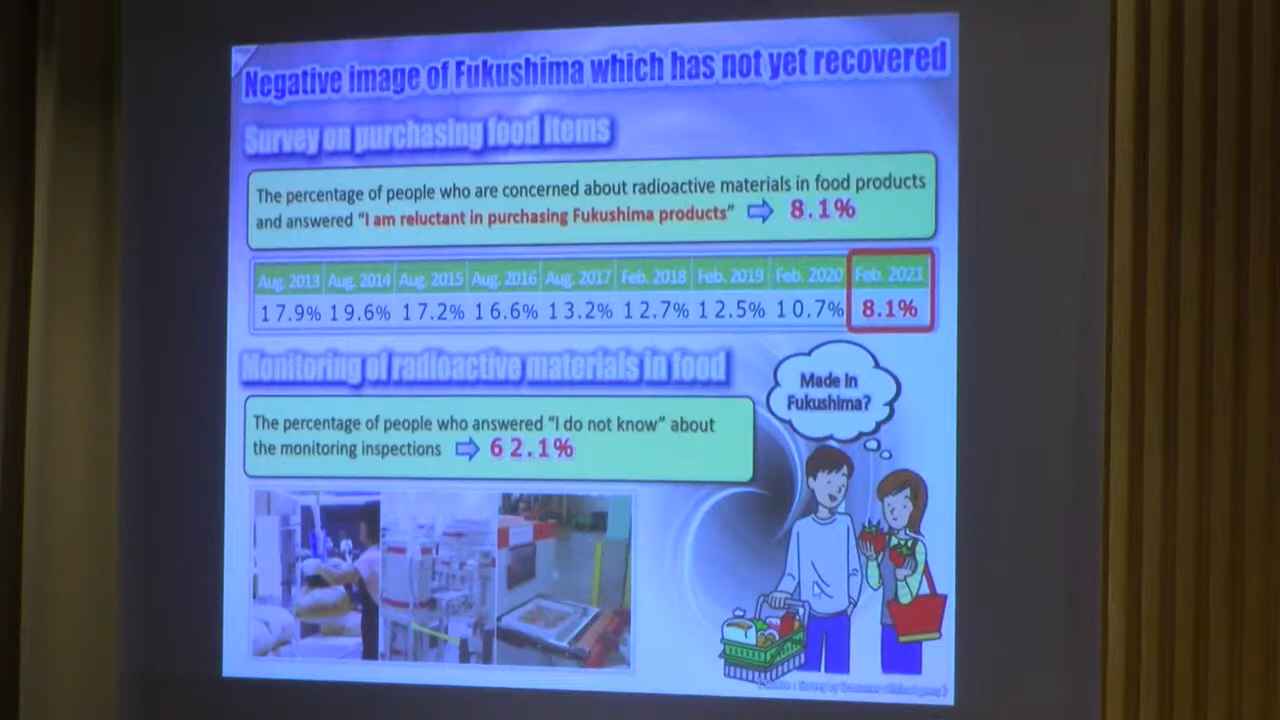 Negative image of Fukushima which has not yet recovered
Survey on purchasing food items
The percentage of people who are concerned about radioactive materials in food products
and answered “I am reluctant in purchasing Fukushima products” 8.1%
Aug. 2013 Aug. 2014 Aug. 2015 Aug. 2016 Aug. 2017 Feb. 2018 Feb. 2019 Feb. 2020 Feb. 2021
17.9% 19.6% 17.2% 16.6% 13.2% 12.7% 12.5% 10.7% 8.1%
Monitoring of radioactive materials in food
Made in
Fukushima?
The percentage of people who answered “I do not know” about
the monitoring inspections 62.1%
Survey by Consumer